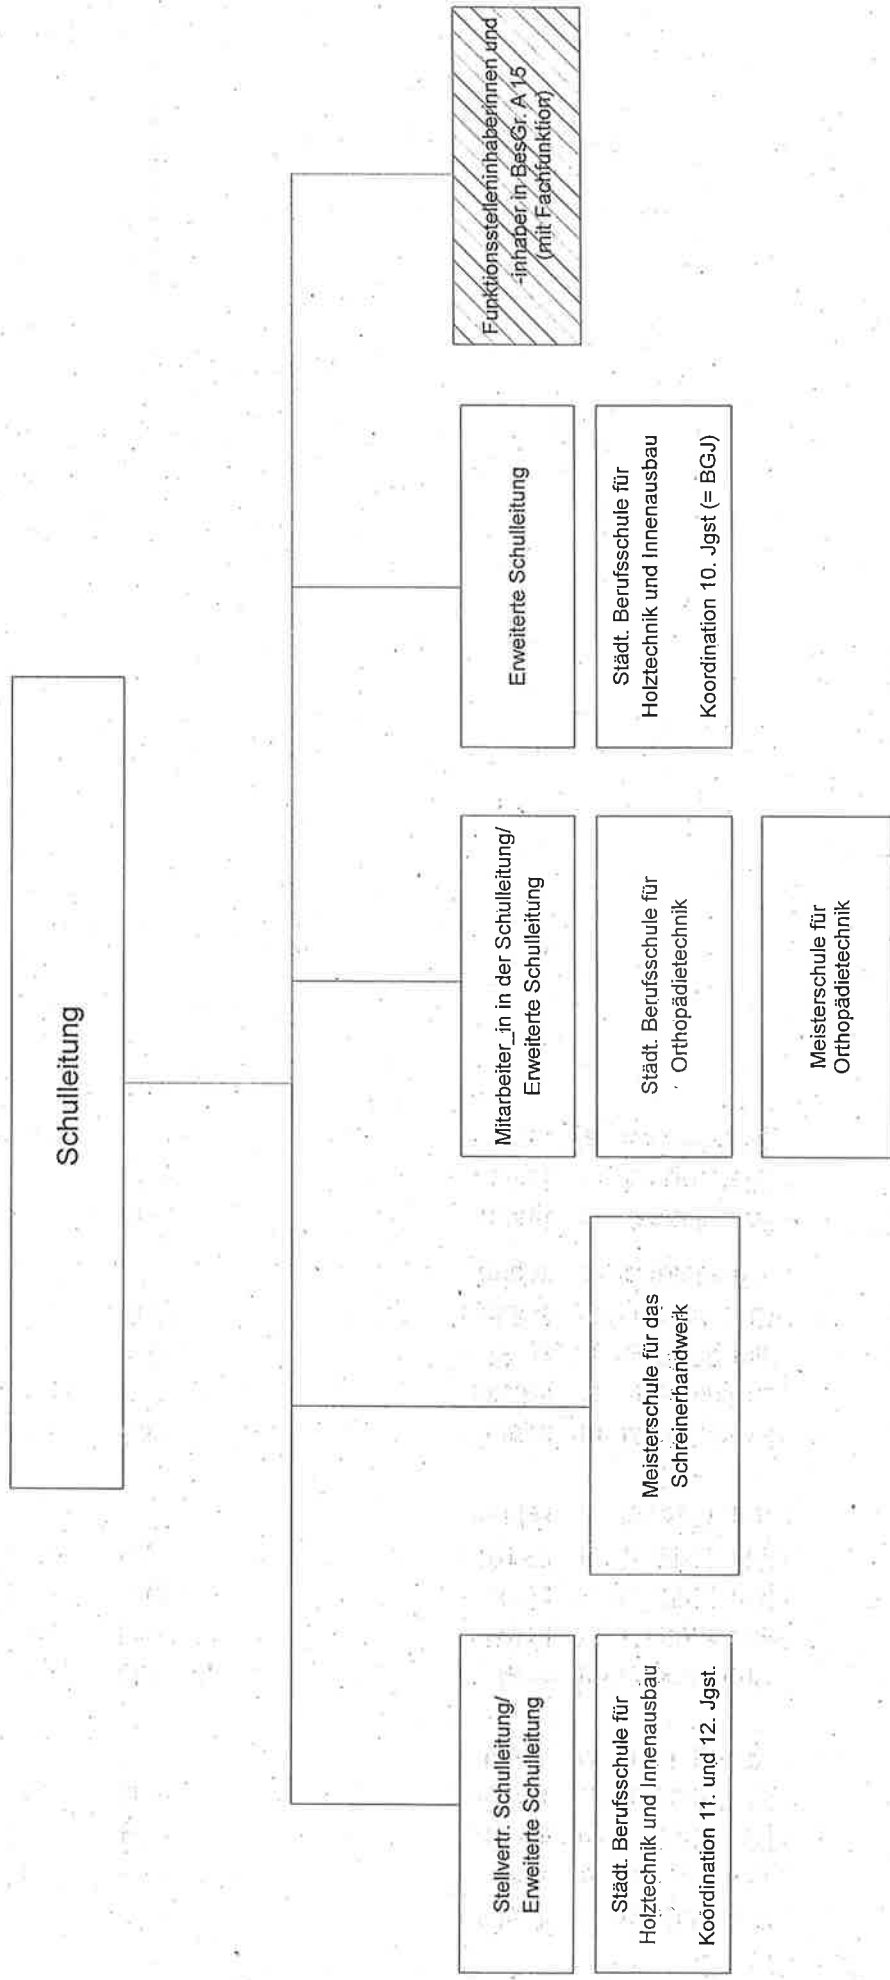 Schulleitung
Stellvertr. Schulleitung/
Erweiterte Schulleitung
Städt. Berufsschule für
Holztechnik und Innenausbau
Koordination 11. und 12. Jgst.
Meisterschule für das
Schreinerhandwerk
Mitarbeiter_in in der Schulleitung/
Erweiterte Schulleitung
Städt. Berufsschule für
Orthopädietechnik
Meisterschule für
Orthopädietechnik
Erweiterte Schulleitung
Städt. Berufsschule für
Holztechnik und Innenausbau
Koordination 10. Jgst (= BGJ)
Funktionsstelleninhaberinnen und
-inhaber in BesGr. A 15
(mit Fachfunktion)